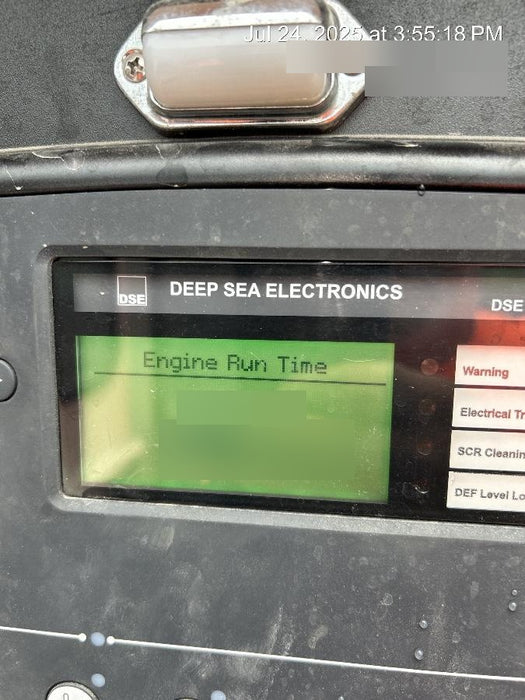 Jul 24, 2025 at 3:55:18 PM
DSE
DEEP SEA ELECTRONICS
DSE
Engine Run Time
Warning
Electrical Tr
SCR Cleanin
DEF Level Lo